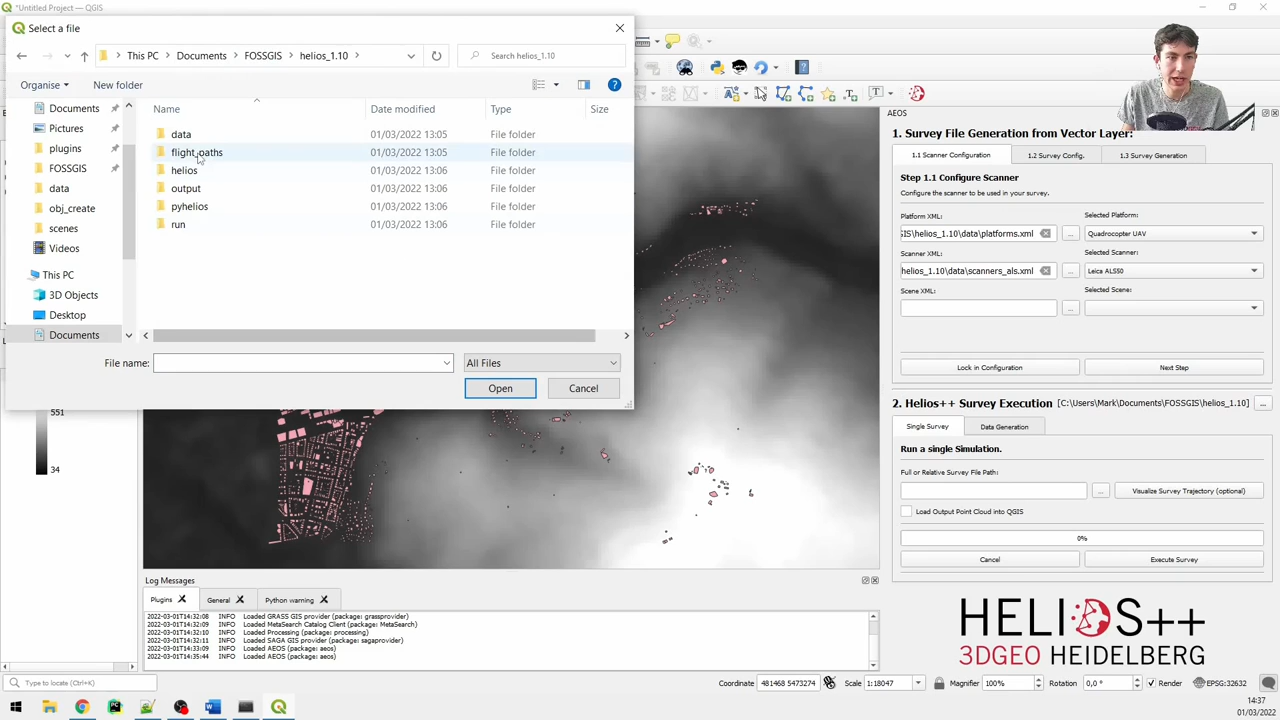 *Untitled Project — QGIS
Select a file
This PC > Documents > FOSSGIS > helios_1.10 >
Search helios_1.10
Organise
New folder
Name
Date modified
Type
Size
Documents
Pictures
plugins
FOSSGIS
data
obj_create
scenes
Videos
This PC
3D Objects
Desktop
Documents
data 01/03/2022 13:05 File folder
flight_paths 01/03/2022 13:05 File folder
helios 01/03/2022 13:06 File folder
output 01/03/2022 13:06 File folder
pyhelios 01/03/2022 13:06 File folder
run 01/03/2022 13:06 File folder
File name:
All Files
Open
Cancel
551
34
AEOS
1. Survey File Generation from Vector Layer:
1.1 Scanner Configuration
1.2 Survey Config.
1.3 Survey Generation
Step 1.1 Configure Scanner
Configure the scanner to be used in your survey.
Platform XML:
Selected Platform:
GIS\helios_1.10\data\platforms.xml
...
Quadrocopter UAV
Scanner XML:
Selected Scanner:
helios_1.10\data\scanners_als.xml
...
Leica ALS50
Scene XML:
Selected Scene:
...
Lock in Configuration
Next Step
2. Helios++ Survey Execution [C:\Users\Mark\Documents\FOSSGIS\helios_1.10]
...
Single Survey
Data Generation
Run a single Simulation.
Full or Relative Survey File Path:
...
Visualize Survey Trajectory (optional)
Load Output Point Cloud into QGIS
0%
Cancel
Execute Survey
HELIOS++
3DGEO HEIDELBERG
Log Messages
Plugins
General
Python warning
2022-03-01T14:32:08 INFO Loaded GRASS GIS provider (package: grassprovider)
2022-03-01T14:32:09 INFO Loaded MetaSearch Catalog Client (package: MetaSearch)
2022-03-01T14:32:10 INFO Loaded Processing (package: processing)
2022-03-01T14:32:11 INFO Loaded SAGA GIS provider (package: sagaprovider)
2022-03-01T14:33:09 INFO Loaded AEOS (package: aeos)
2022-03-01T14:35:44 INFO Loaded AEOS (package: aeos)
Type to locate (Ctrl+K)
Coordinate
481468 5473274
Scale 1:18047
Magnifier 100%
Rotation 0,0 °
Render
EPSG:32632
14:37
01/03/2022